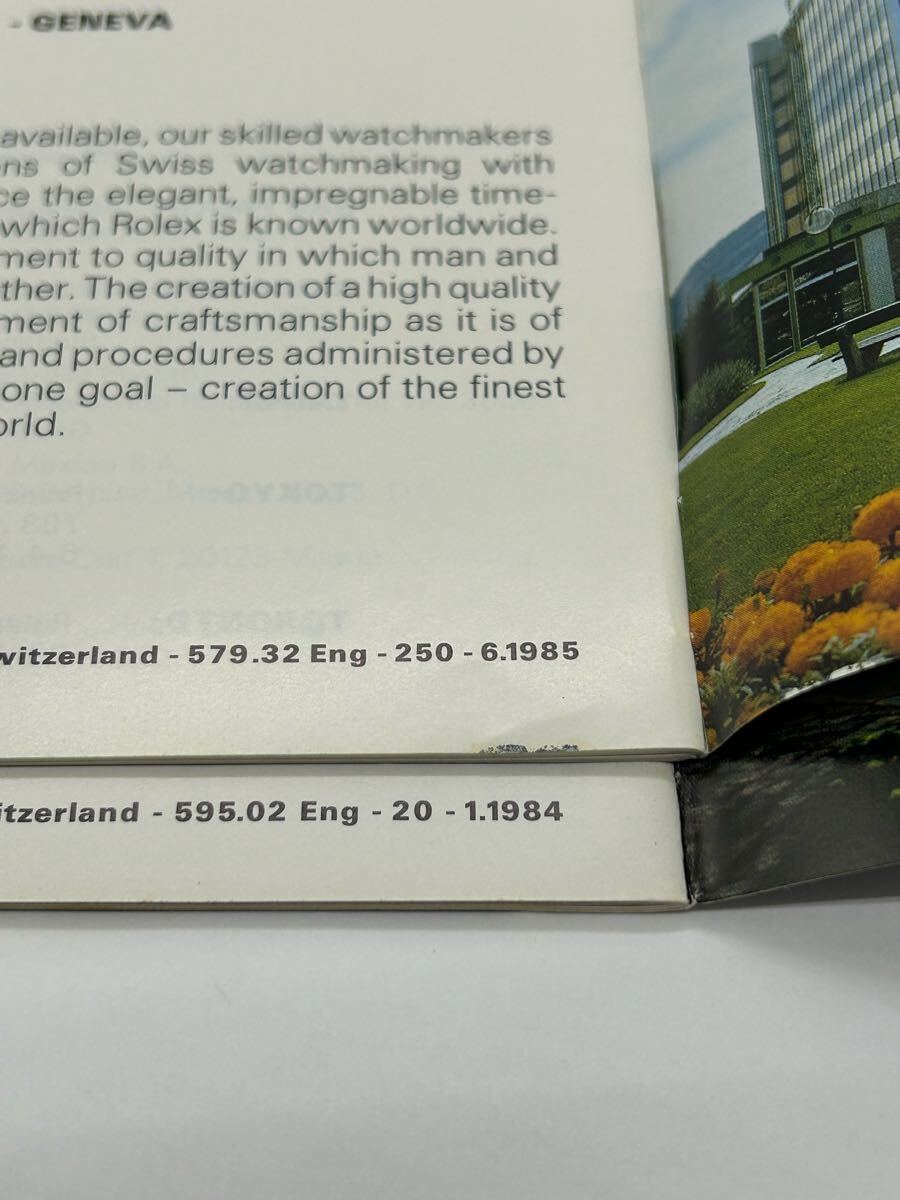 - GENEVA
available, our skilled watchmakers
ns of Swiss watchmaking with
ce the elegant, impregnable time-
which Rolex is known worldwide.
ment to quality in which man and
ther. The creation of a high quality
ment of craftsmanship as it is of
and procedures administered by
one goal – creation of the finest
orld.
witzerland - 579.32 Eng - 250 - 6.1985
itzerland - 595.02 Eng - 20 - 1.1984